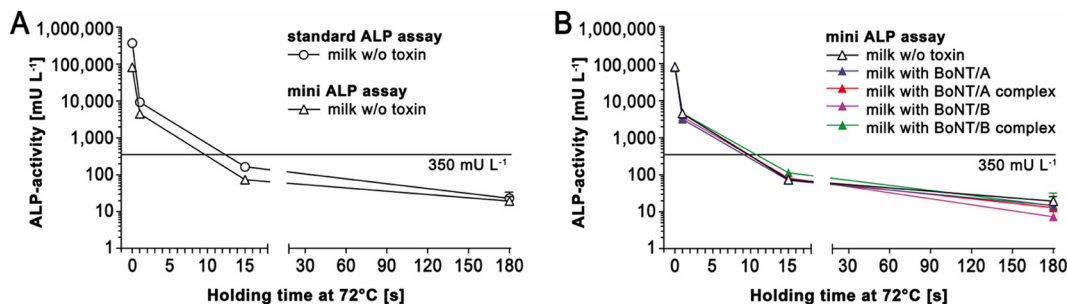 A
ALP-activity [mU L⁻¹]
1,000,000
100,000
10,000
1,000
100
10
1
standard ALP assay
milk w/o toxin
mini ALP assay
milk w/o toxin
350 mU L⁻¹
0 5 10 15 30 60 90 120 150 180
Holding time at 72°C [s]
B
ALP-activity [mU L⁻¹]
1,000,000
100,000
10,000
1,000
100
10
1
mini ALP assay
milk w/o toxin
milk with BoNT/A
milk with BoNT/A complex
milk with BoNT/B
milk with BoNT/B complex
350 mU L⁻¹
0 5 10 15 30 60 90 120 150 180
Holding time at 72°C [s]